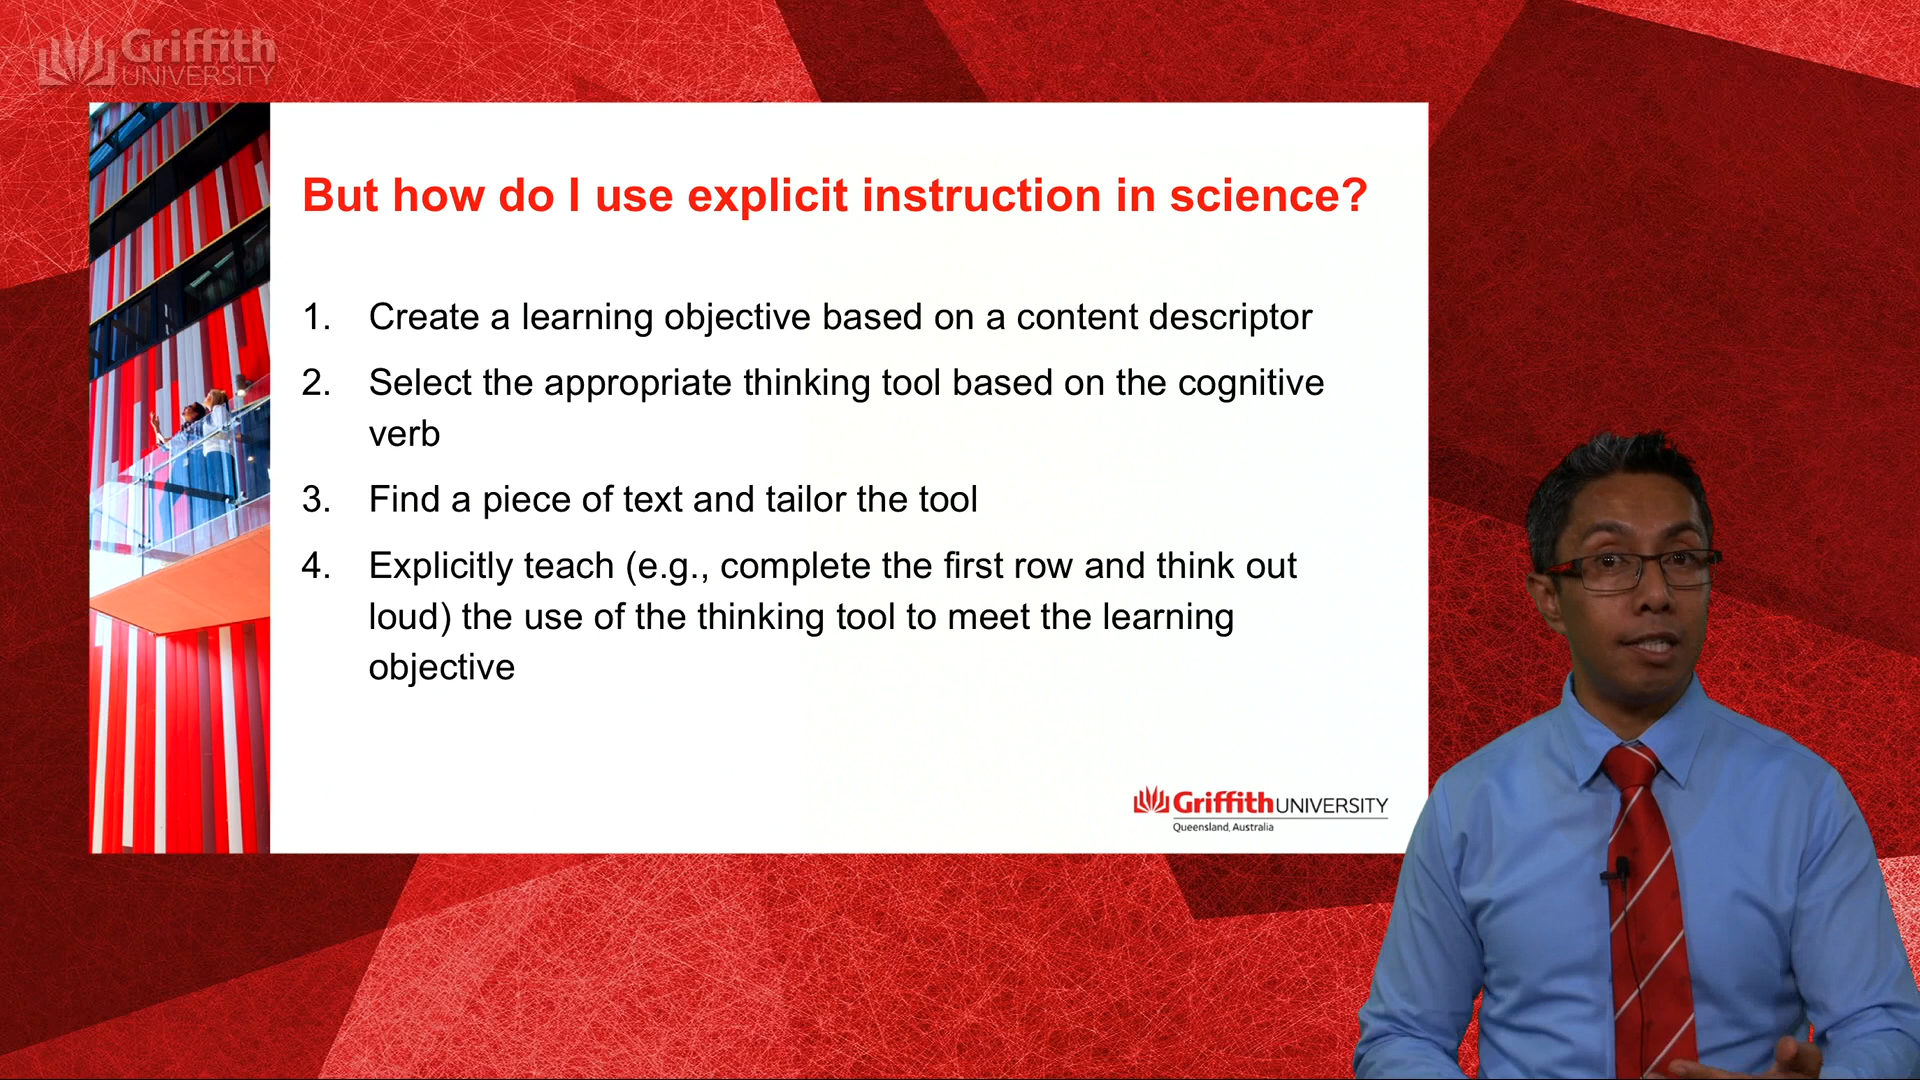 Griffith
UNIVERSITY
But how do I use explicit instruction in science?
1. Create a learning objective based on a content descriptor
2. Select the appropriate thinking tool based on the cognitive
verb
3. Find a piece of text and tailor the tool
4. Explicitly teach (e.g., complete the first row and think out
loud) the use of the thinking tool to meet the learning
objective
Griffith UNIVERSITY
Queensland, Australia